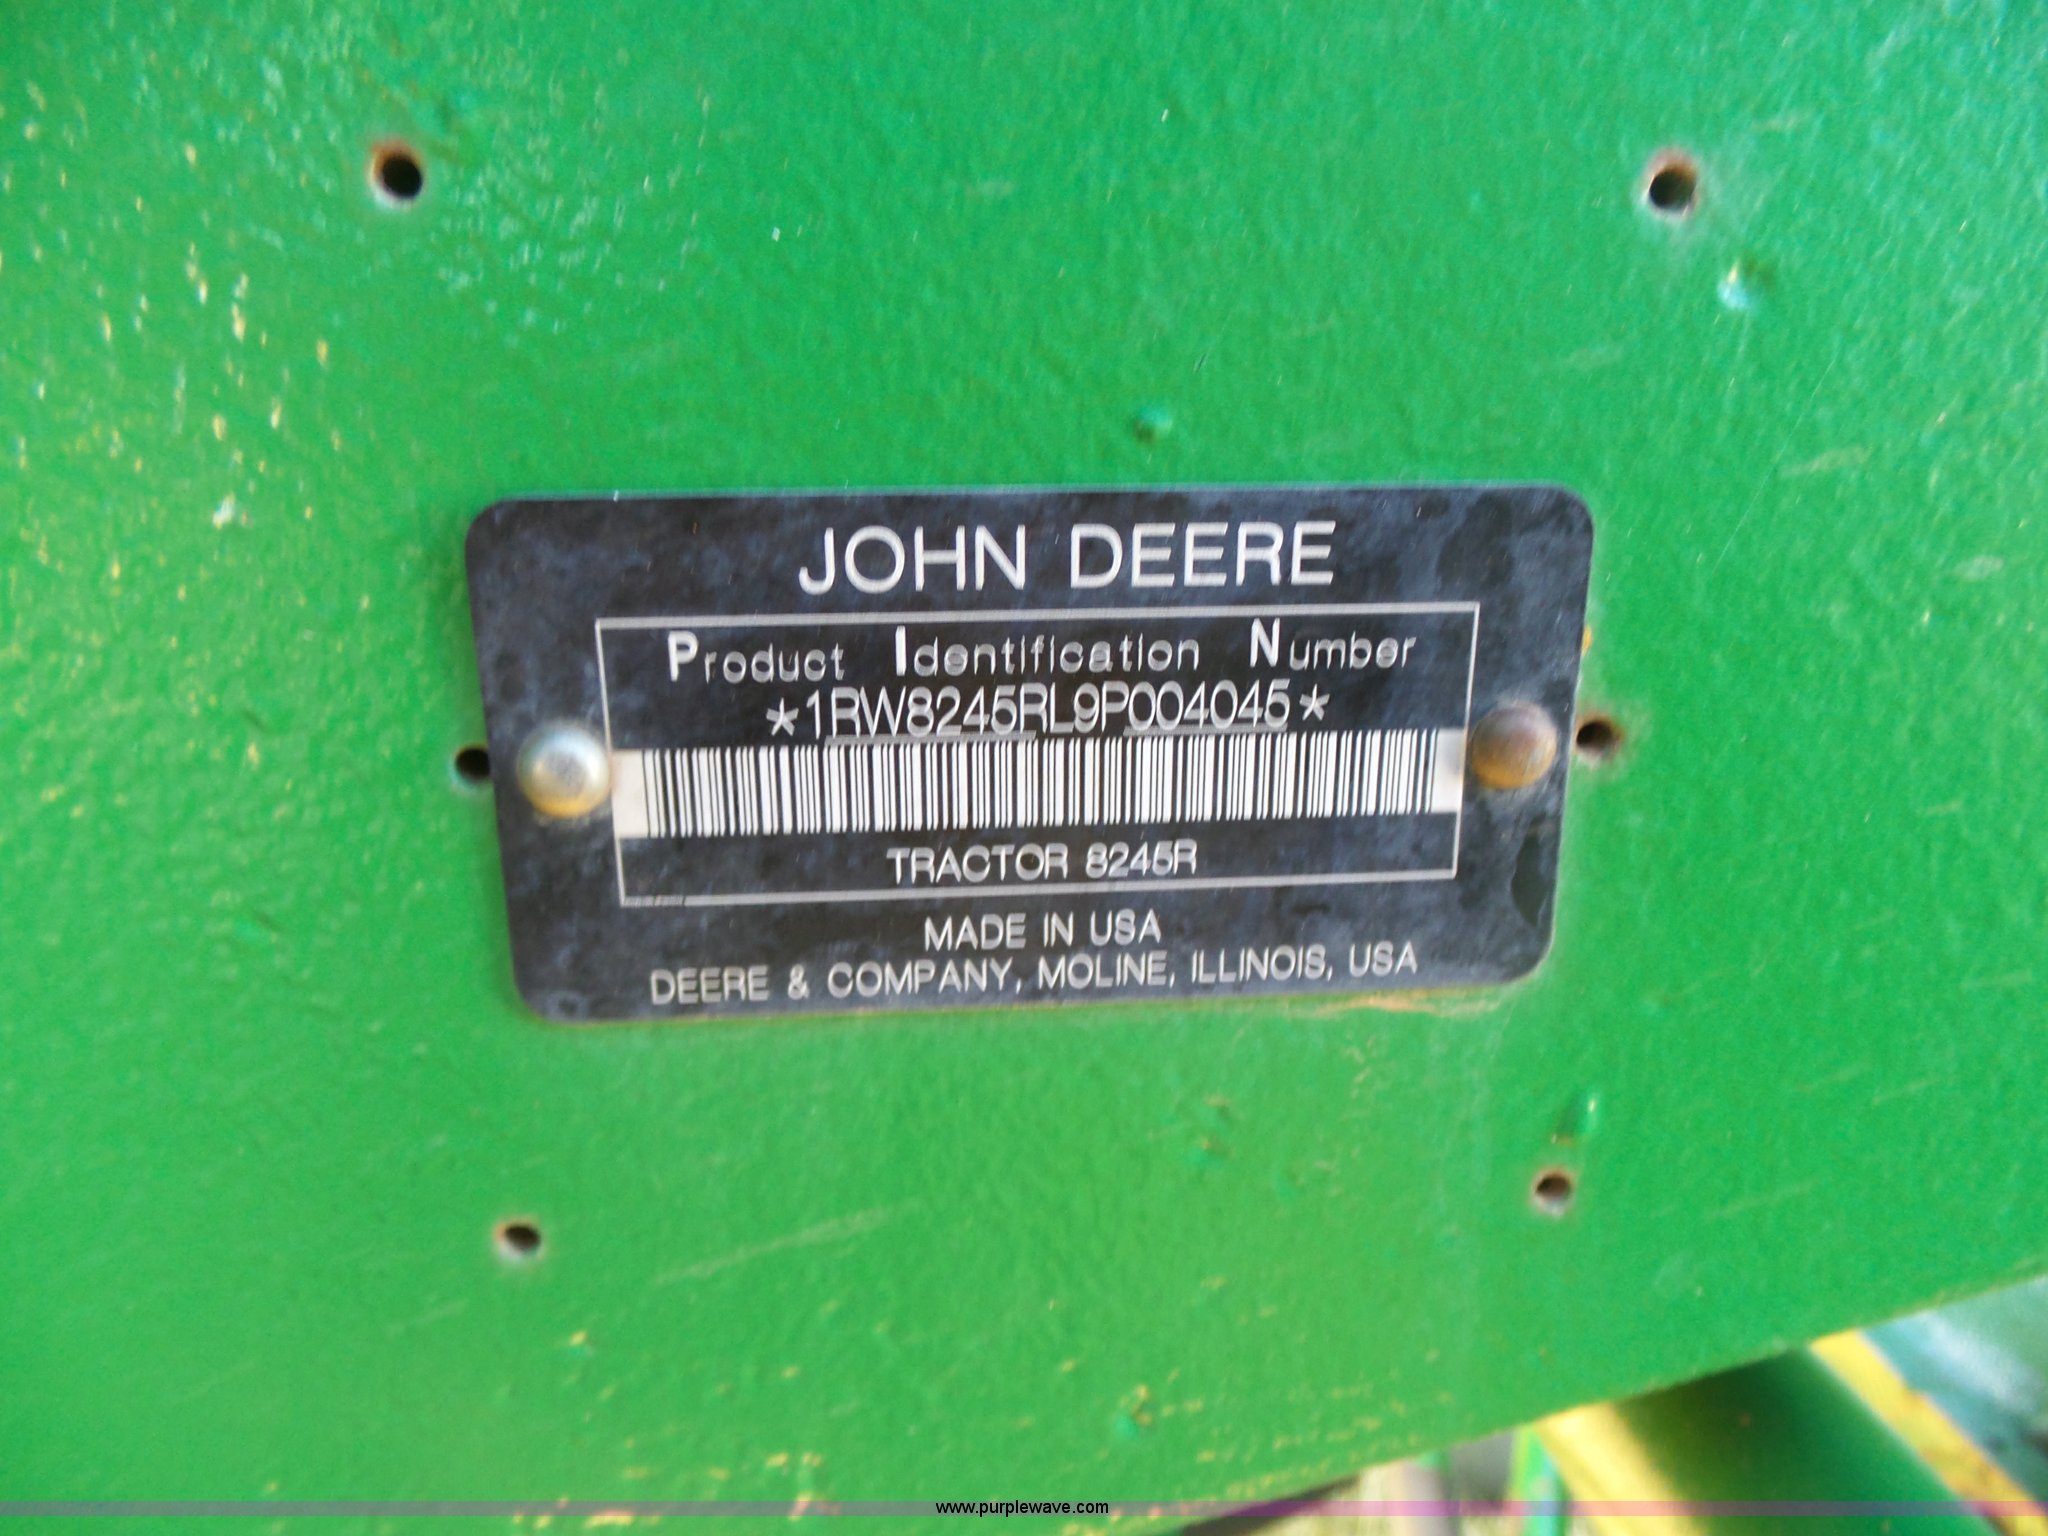 JOHN DEERE
Product Identification Number
*1RW8245RL9P004045*
TRACTOR 8245R
MADE IN USA
DEERE & COMPANY, MOLINE, ILLINOIS, USA
www.purplewave.com